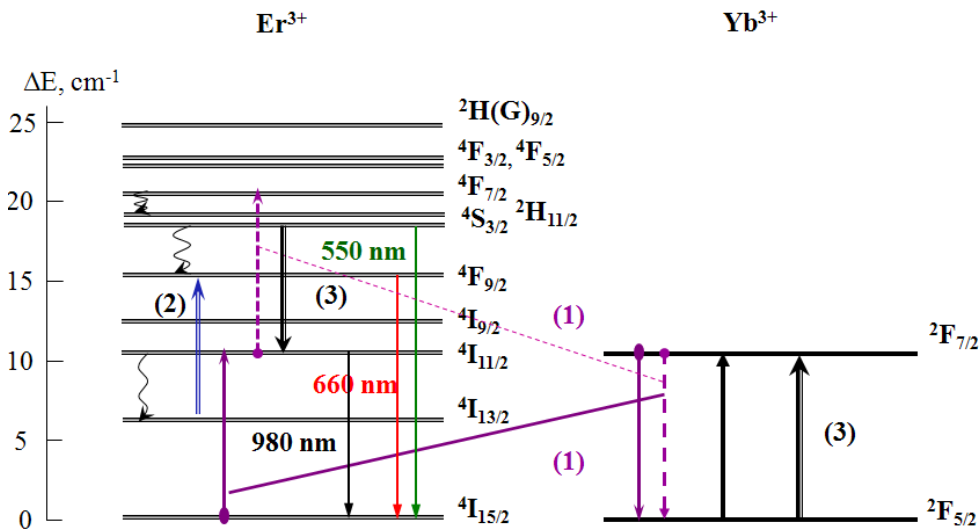 Er³⁺ Yb³⁺
ΔE, cm⁻¹
25
20
15
10
5
0
²H(G)₉/₂
⁴F₃/₂, ⁴F₅/₂
⁴F₇/₂
⁴S₃/₂ ²H₁₁/₂
⁴F₉/₂
⁴I₉/₂
⁴I₁₁/₂
⁴I₁₃/₂
⁴I₁₅/₂
550 nm
(2)
(3)
660 nm
980 nm
(1)
(1)
²F₇/₂
(3)
²F₅/₂